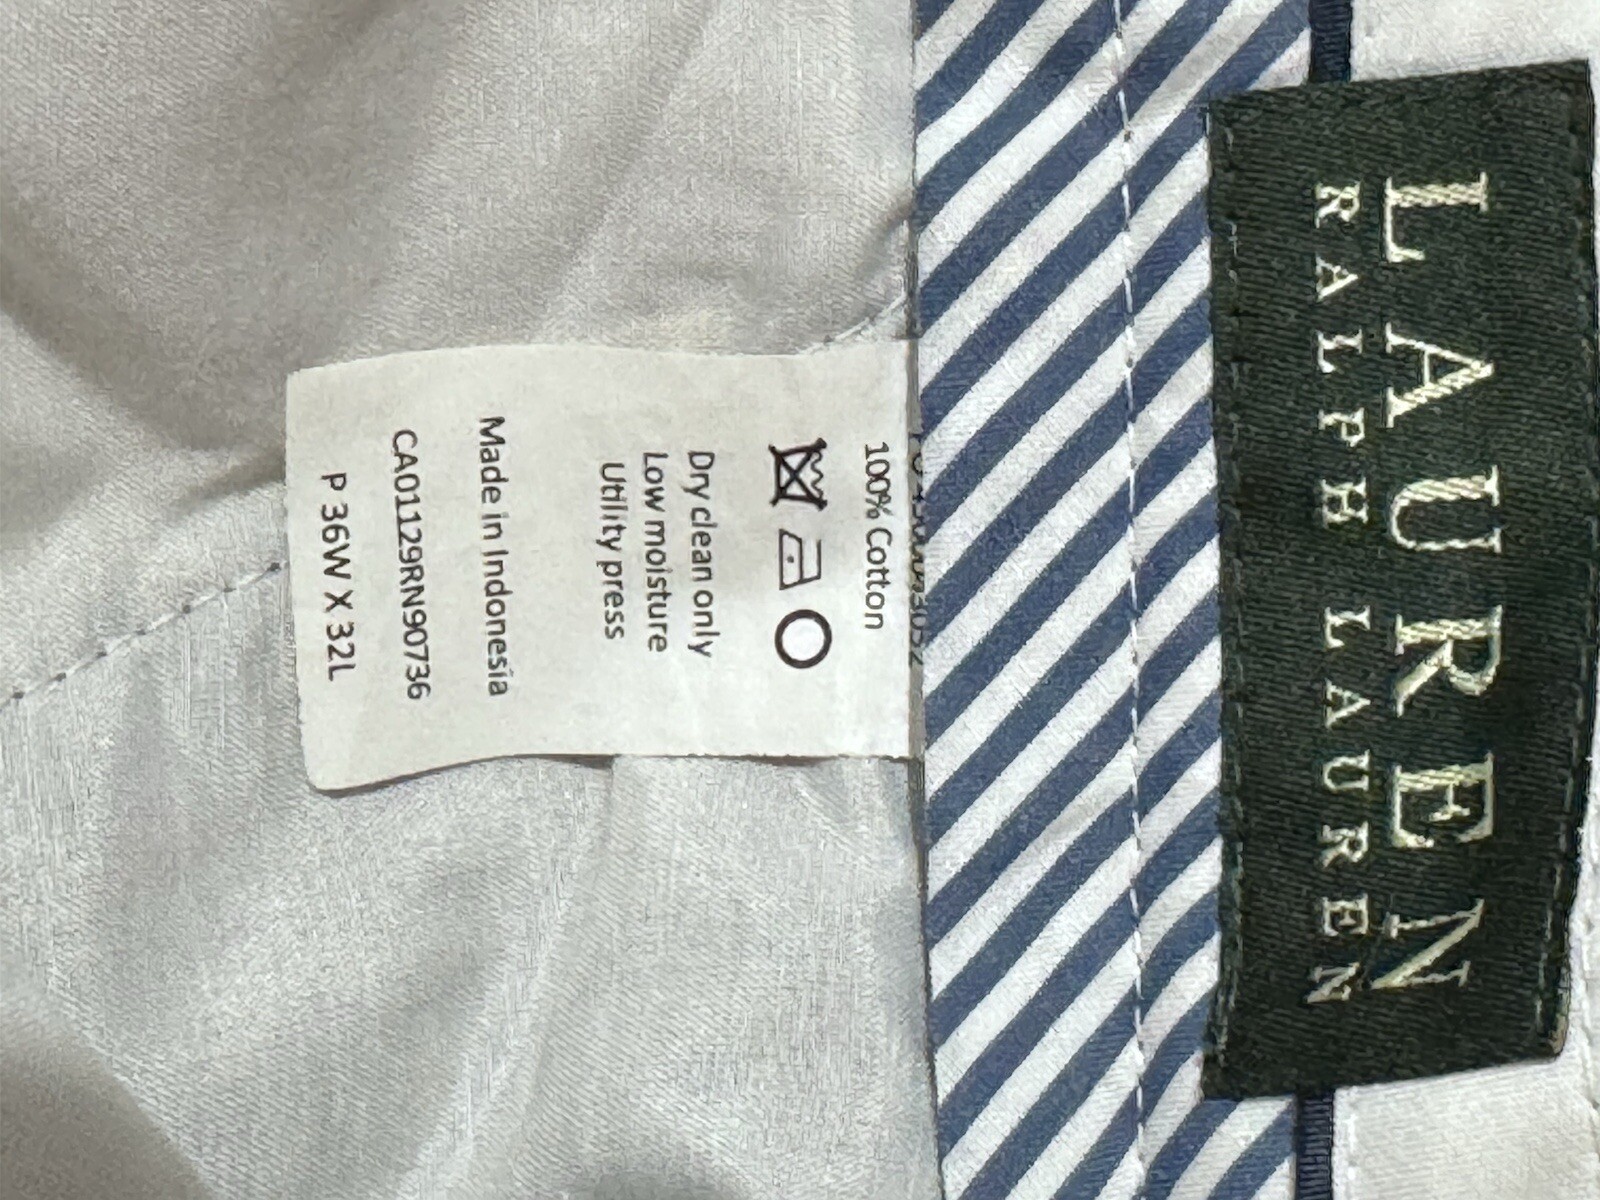 LAUREN
RALPH LAUREN
100% Cotton
Dry clean only
Low moisture
Utility press
Made in Indonesia
CA01129RN90736
P 36W X 32L